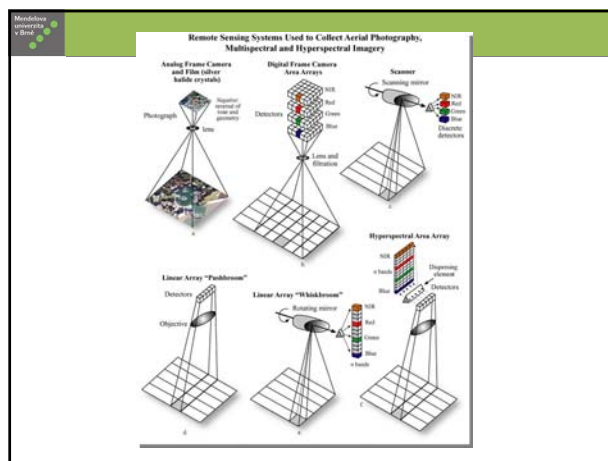 Mendelova
univerzita
v Brně
Remote Sensing Systems Used to Collect Aerial Photography,
Multispectral and Hyperspectral Imagery
Analog Frame Camera
and Film (silver
halide crystals)
Photograph
Negative
reversal of
tone and
geometry
lens
a
Digital Frame Camera
Area Arrays
NIR
Red
Green
Blue
Detectors
Lens and
filtration
b
Scanner
Scanning mirror
NIR
Red
Green
Blue
Discrete
detectors
c
Linear Array "Pushbroom"
Detectors
Objective
d
Linear Array "Whiskbroom"
Rotating mirror
NIR
Red
Green
Blue
n bands
e
Hyperspectral Area Array
NIR
n bands
Blue
Dispersing
element
Detectors
f